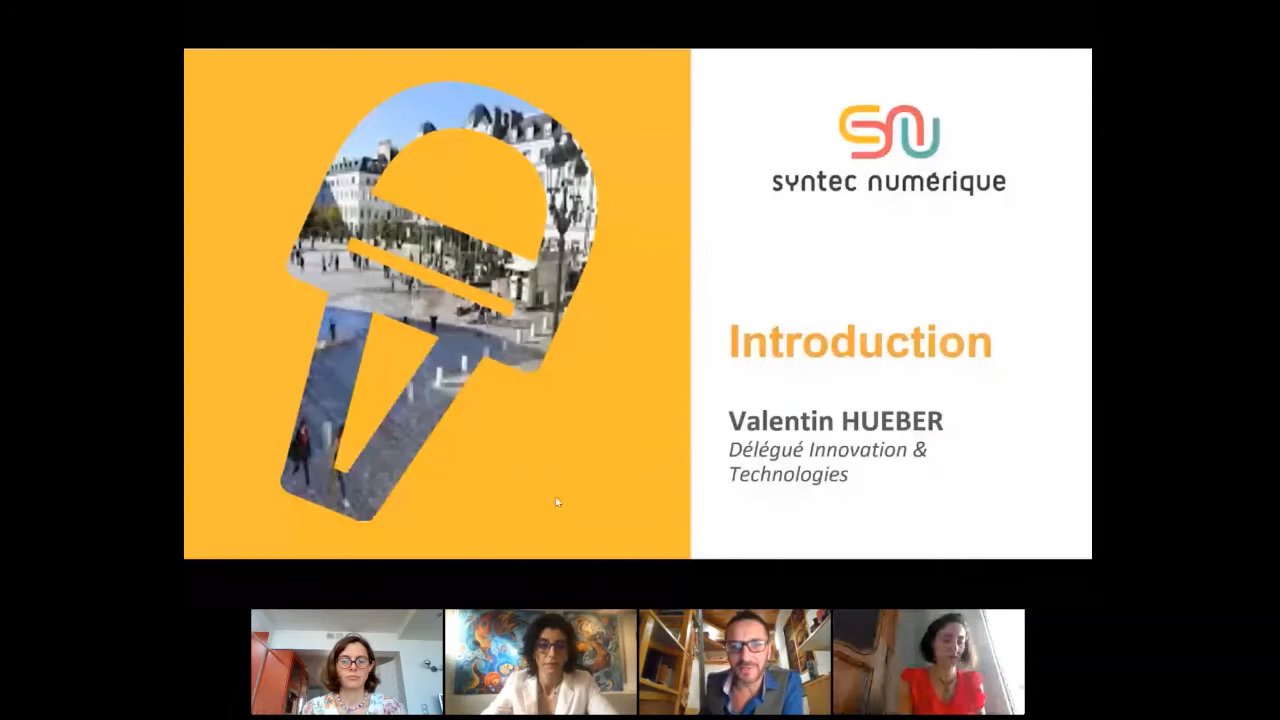 syntec numérique
Introduction
Valentin HUEBER
Délégué Innovation &
Technologies